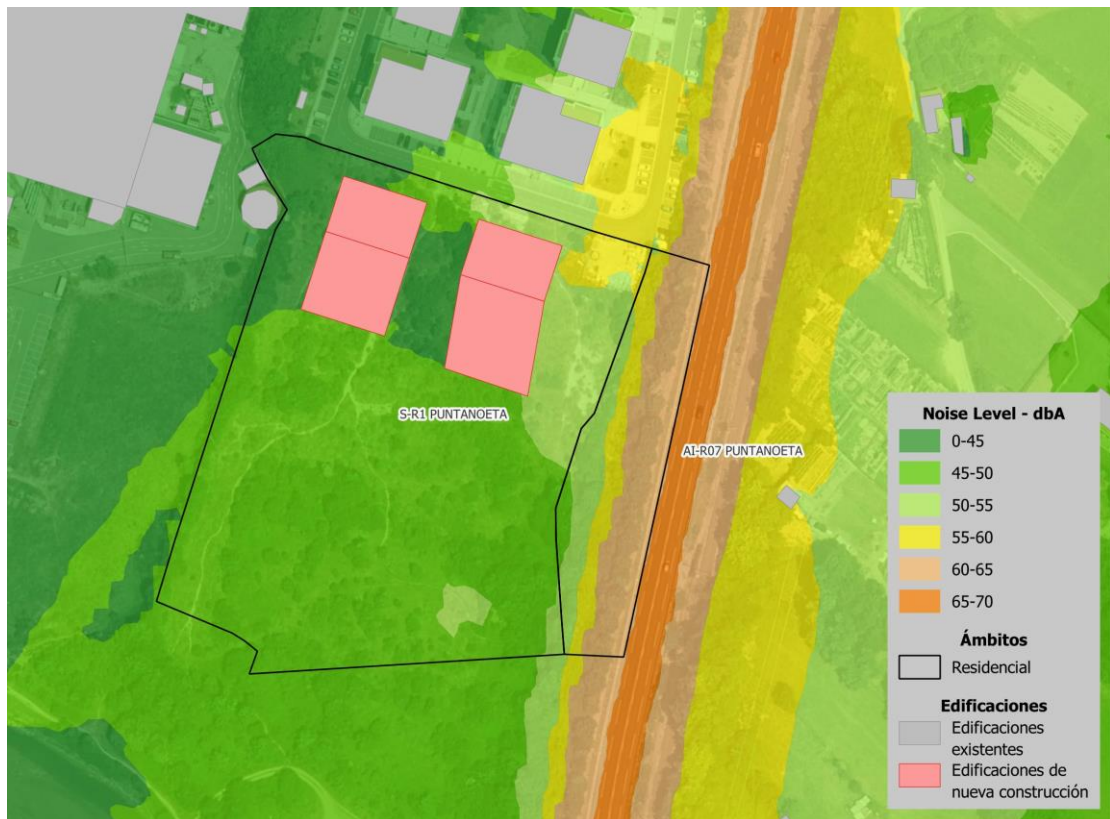 S-R1 PUNTANOETA
AI-R07 PUNTANOETA
Noise Level - dbA
0-45
45-50
50-55
55-60
60-65
65-70
Ámbitos
Residencial
Edificaciones
Edificaciones
existentes
Edificaciones de
nueva construcción